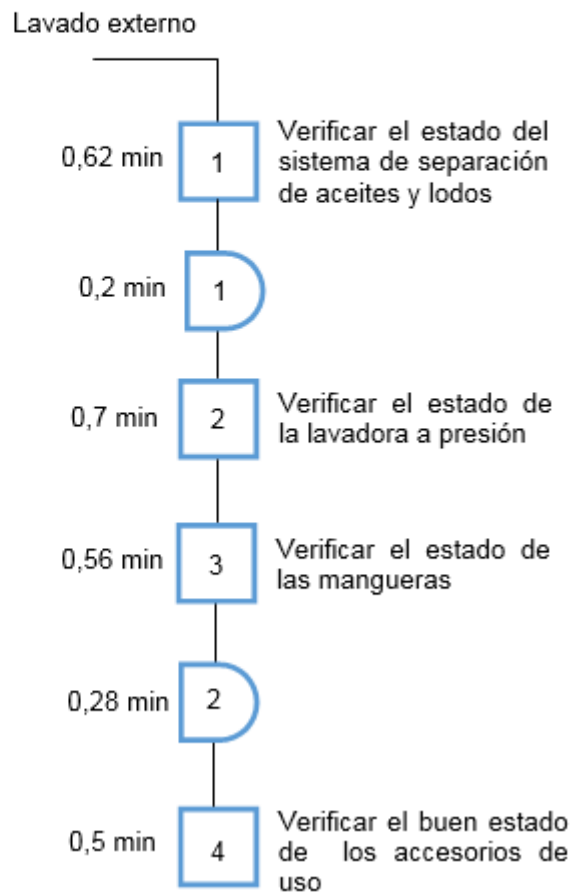 Lavado externo
0,62 min
1
Verificar el estado del
sistema de separación
de aceites y lodos
0,2 min
1
0,7 min
2
Verificar el estado de
la lavadora a presión
0,56 min
3
Verificar el estado de
las mangueras
0,28 min
2
0,5 min
4
Verificar el buen estado
de los accesorios de
uso